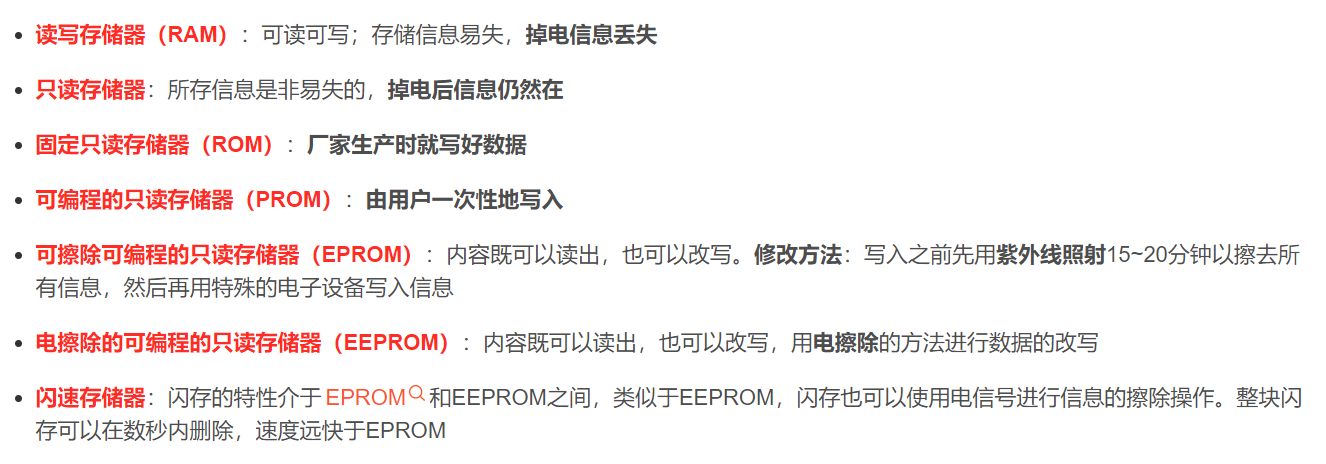 • 读写存储器（RAM）：可读可写；存储信息易失，掉电信息丢失
• 只读存储器：所存信息是非易失的，掉电后信息仍然在
• 固定只读存储器（ROM）：厂家生产时就写好数据
• 可编程的只读存储器（PROM）：由用户一次性地写入
• 可擦除可编程的只读存储器（EPROM）：内容既可以读出，也可以改写。修改方法：写入之前先用紫外线照射15~20分钟以擦去所
有信息，然后再用特殊的电子设备写入信息
• 电擦除的可编程的只读存储器（EEPROM）：内容既可以读出，也可以改写，用电擦除的方法进行数据的改写
• 闪速存储器：闪存的特性介于EPROM和EEPROM之间，类似于EEPROM，闪存也可以使用电信号进行信息的擦除操作。整块闪
存可以在数秒内删除，速度远快于EPROM